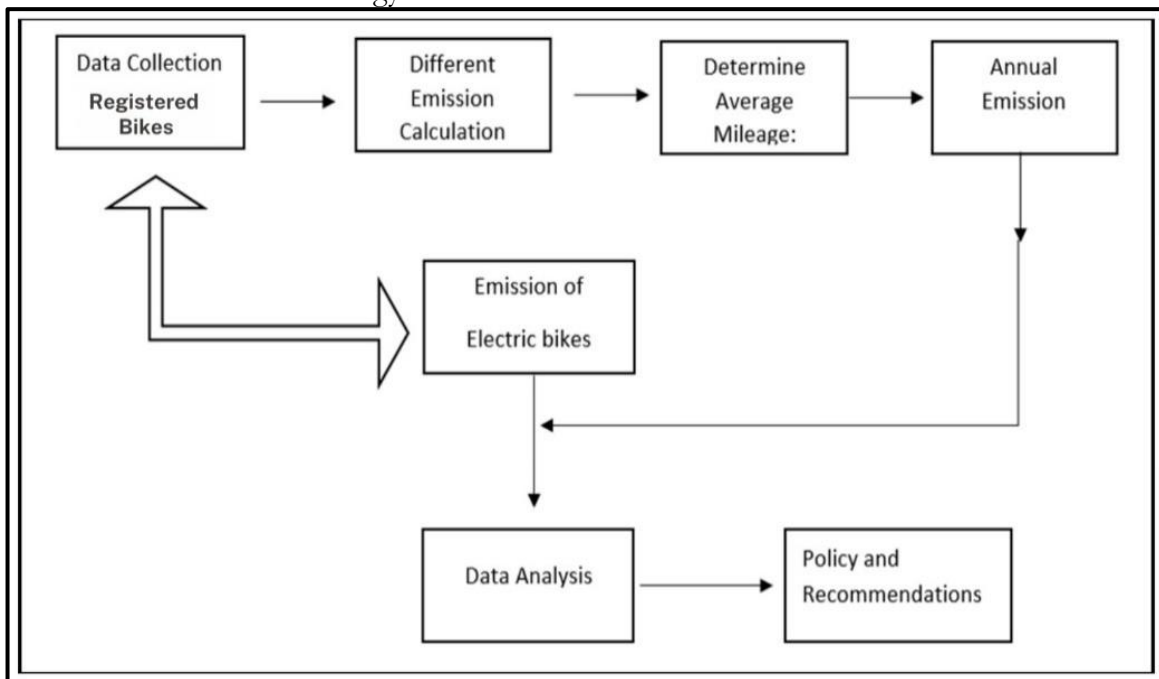 Data Collection
Registered
Bikes
Different
Emission
Calculation
Determine
Average
Mileage:
Annual
Emission
Emission of
Electric bikes
Data Analysis
Policy and
Recommendations